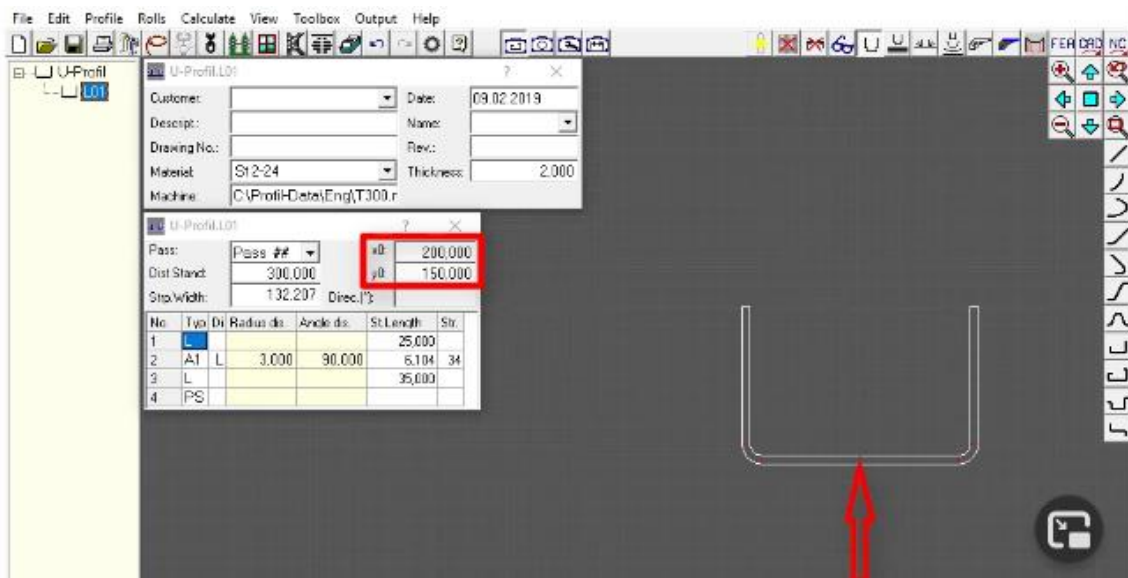 File Edit Profile Rolls Calculate View Toolbox Output Help
FEA CAD NC
U-Profil
L01
U-Profil.L01 ?
Customer: Date: 09.02.2019
Descript.: Name:
Drawing No.: Rev.:
Material: St 2-24 Thickness: 2.000
Machine: C:\Profil-Data\Eng\T300.r
U-Profil.L01 ?
Pass: Pass ## x0: 200,000
Dist Stand: 300.000 y0: 150,000
Strp.Width: 132.207 Direc.(°):
No. Typ Di Radius dis. Angle dis. St.Length Str.
1 L 25,000
2 A1 L 3.000 90.000 6.104 34
3 L 35,000
4 PS